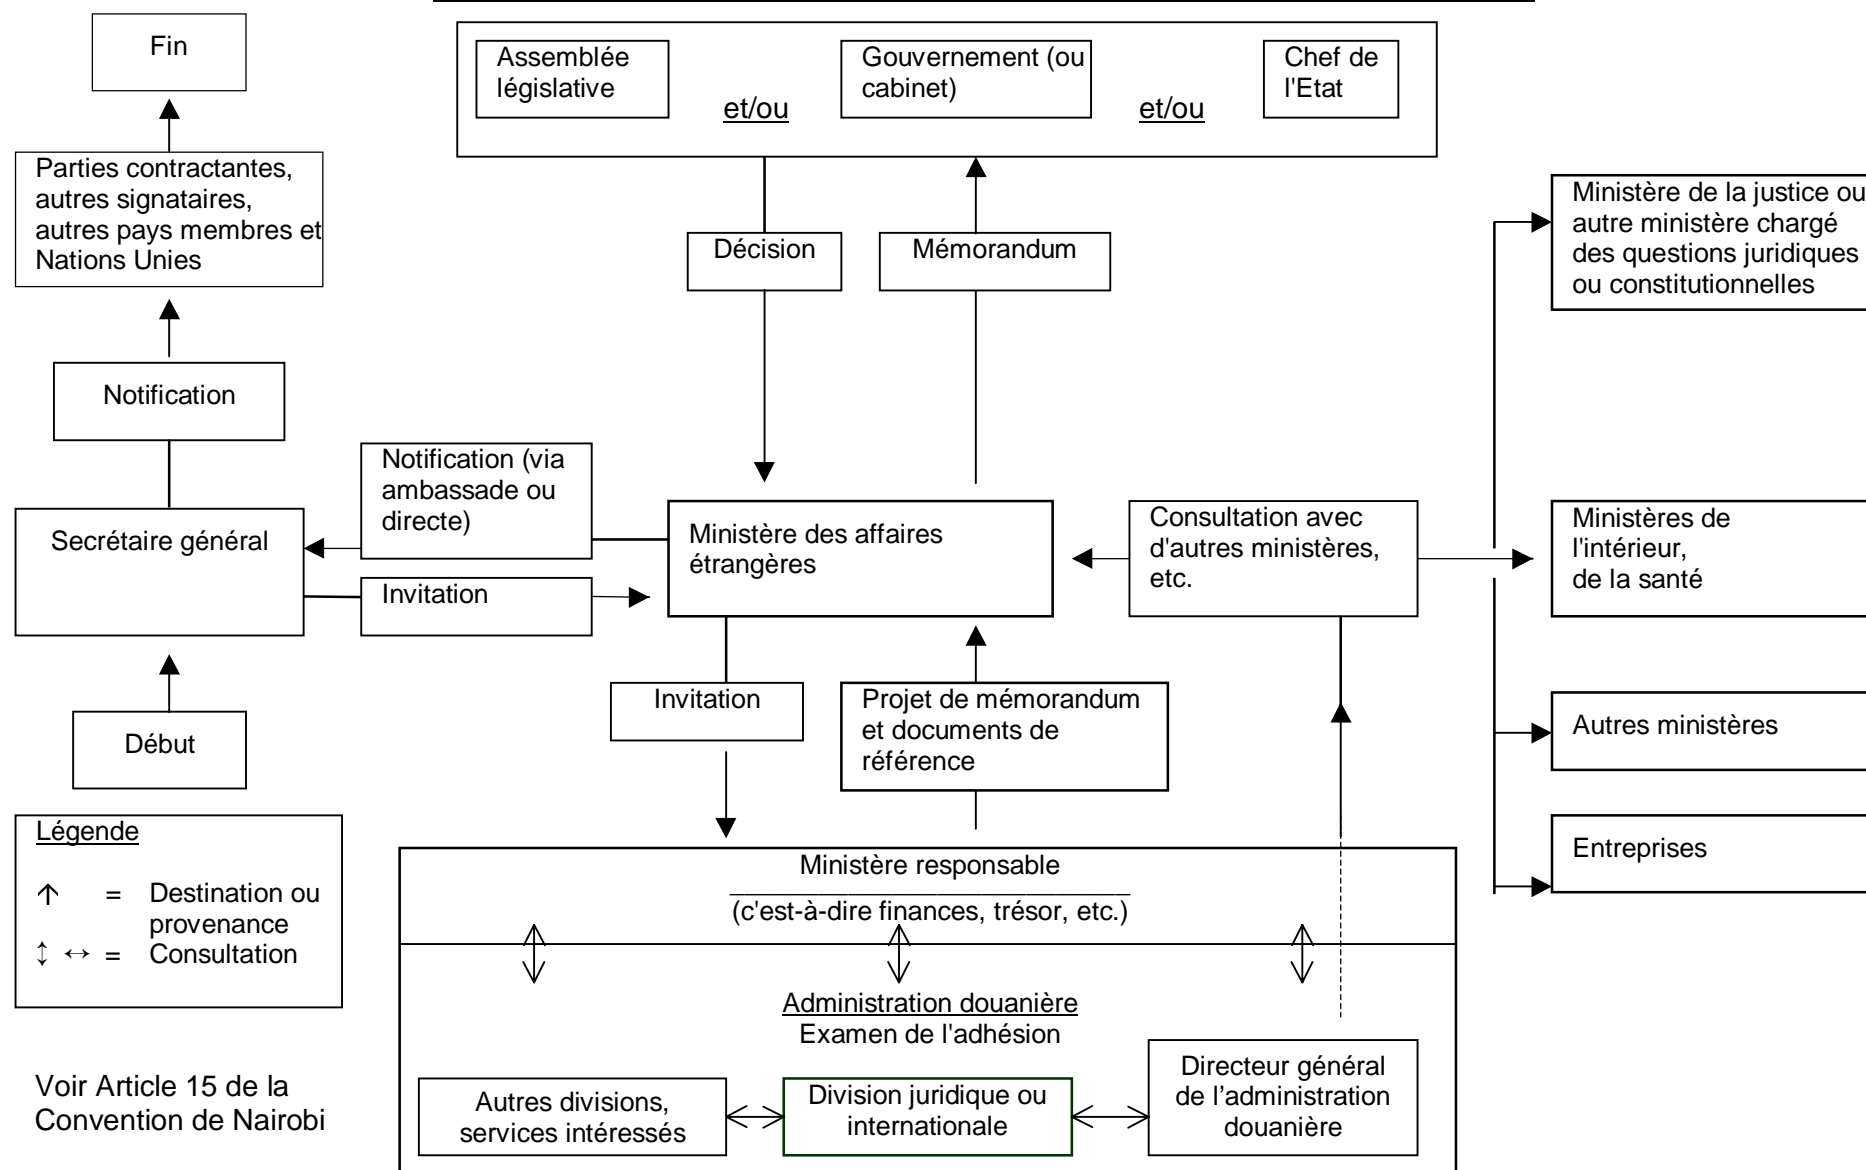 Fin
Assemblée
législative
et/ou
Gouvernement (ou
cabinet)
et/ou
Chef de
l'Etat
Parties contractantes,
autres signataires,
autres pays membres et
Nations Unies
Décision
Mémorandum
Ministère de la justice ou
autre ministère chargé
des questions juridiques
ou constitutionnelles
Notification
Notification (via
ambassade ou
directe)
Secrétaire général
Invitation
Ministère des affaires
étrangères
Consultation avec
d'autres ministères,
etc.
Ministères de
l'intérieur,
de la santé
Début
Invitation
Projet de mémorandum
et documents de
référence
Autres ministères
Entreprises
Légende
↑ = Destination ou
provenance
↕ ↔ = Consultation
Ministère responsable
(c'est-à-dire finances, trésor, etc.)
Administration douanière
Examen de l'adhésion
Autres divisions,
services intéressés
Division juridique ou
internationale
Directeur général
de l’administration
douanière
Voir Article 15 de la
Convention de Nairobi